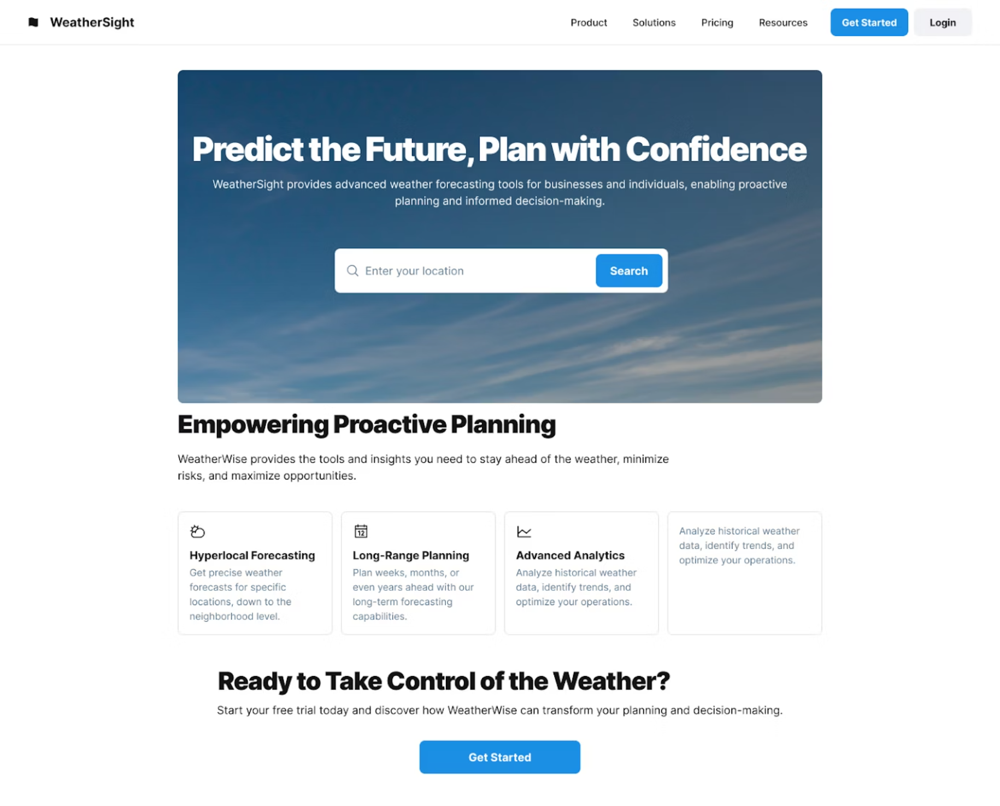 WeatherSight
Product
Solutions
Pricing
Resources
Get Started
Login
Predict the Future, Plan with Confidence
WeatherSight provides advanced weather forecasting tools for businesses and individuals, enabling proactive
planning and informed decision-making.
Enter your location
Search
Empowering Proactive Planning
WeatherWise provides the tools and insights you need to stay ahead of the weather, minimize
risks, and maximize opportunities.
Hyperlocal Forecasting
Get precise weather
forecasts for specific
locations, down to the
neighborhood level.
12
Long-Range Planning
Plan weeks, months, or
even years ahead with our
long-term forecasting
capabilities.
Advanced Analytics
Analyze historical weather
data, identify trends, and
optimize your operations.
Analyze historical weather
data, identify trends, and
optimize your operations.
Ready to Take Control of the Weather?
Start your free trial today and discover how WeatherWise can transform your planning and decision-making.
Get Started